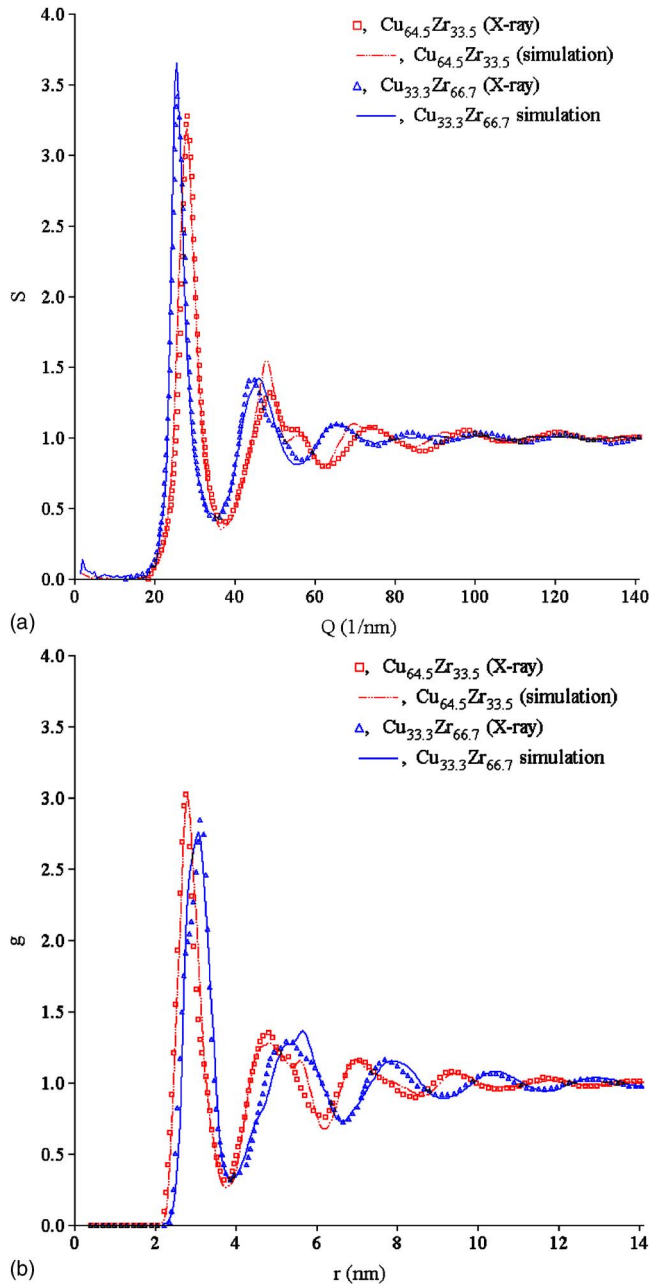 4.0
, Cu64.5Zr33.5 (X-ray)
, Cu64.5Zr33.5 (simulation)
3.5
, Cu33.3Zr66.7 (X-ray)
, Cu33.3Zr66.7 simulation
3.0
2.5
S
2.0
1.5
1.0
0.5
0.0
0 20 40 60 80 100 120 140
(a)
Q (1/nm)
4.0
, Cu64.5Zr33.5 (X-ray)
, Cu64.5Zr33.5 (simulation)
3.5
, Cu33.3Zr66.7 (X-ray)
, Cu33.3Zr66.7 simulation
3.0
2.5
g
2.0
1.5
1.0
0.5
0.0
0 2 4 6 8 10 12 14
(b)
r (nm)